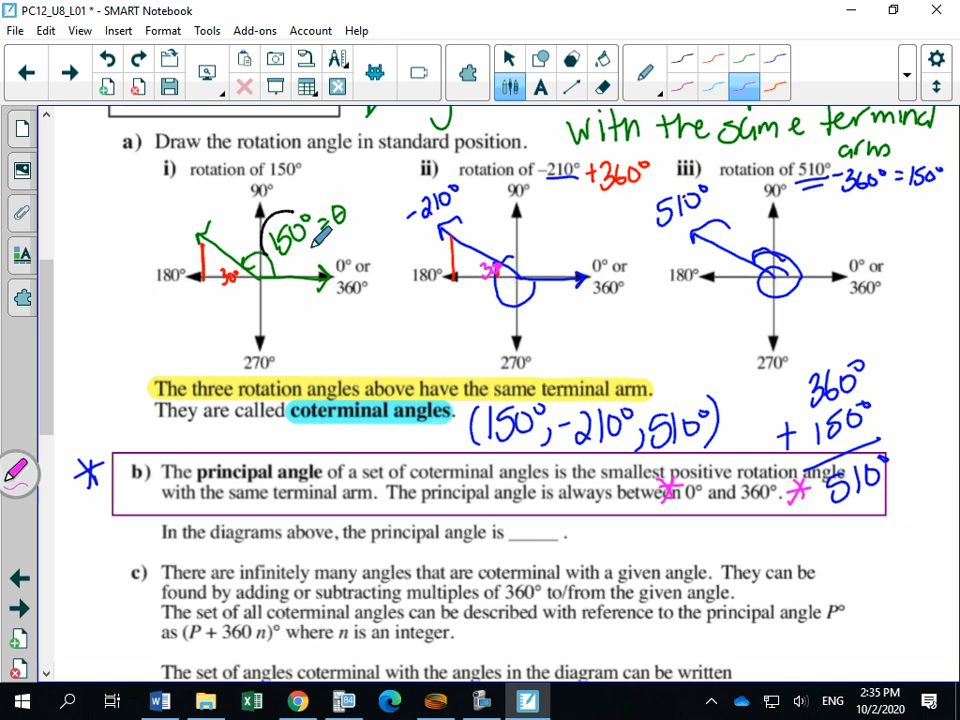 PC12_U8_L01 * - SMART Notebook
File Edit View Insert Format Tools Add-ons Account Help
with the same terminal
arms
a) Draw the rotation angle in standard position.
i) rotation of 150° ii) rotation of –210° +360° iii) rotation of 510° -360° = 150°
90° 90° 90°
-210° 510°
150° = θ
30°
180° 0° or 180° 0° or 180° 0° or
360° 360° 360°
270° 270° 270°
The three rotation angles above have the same terminal arm.
They are called coterminal angles. (150°, -210°, 510°)
360°
+ 150°
510°
* b) The principal angle of a set of coterminal angles is the smallest positive rotation angle
with the same terminal arm. The principal angle is always between 0° and 360°. *
In the diagrams above, the principal angle is _____ .
c) There are infinitely many angles that are coterminal with a given angle. They can be
found by adding or subtracting multiples of 360° to/from the given angle.
The set of all coterminal angles can be described with reference to the principal angle P°
as (P + 360 n)° where n is an integer.
The set of angles coterminal with the angles in the diagram can be written
ENG
2:35 PM
10/2/2020